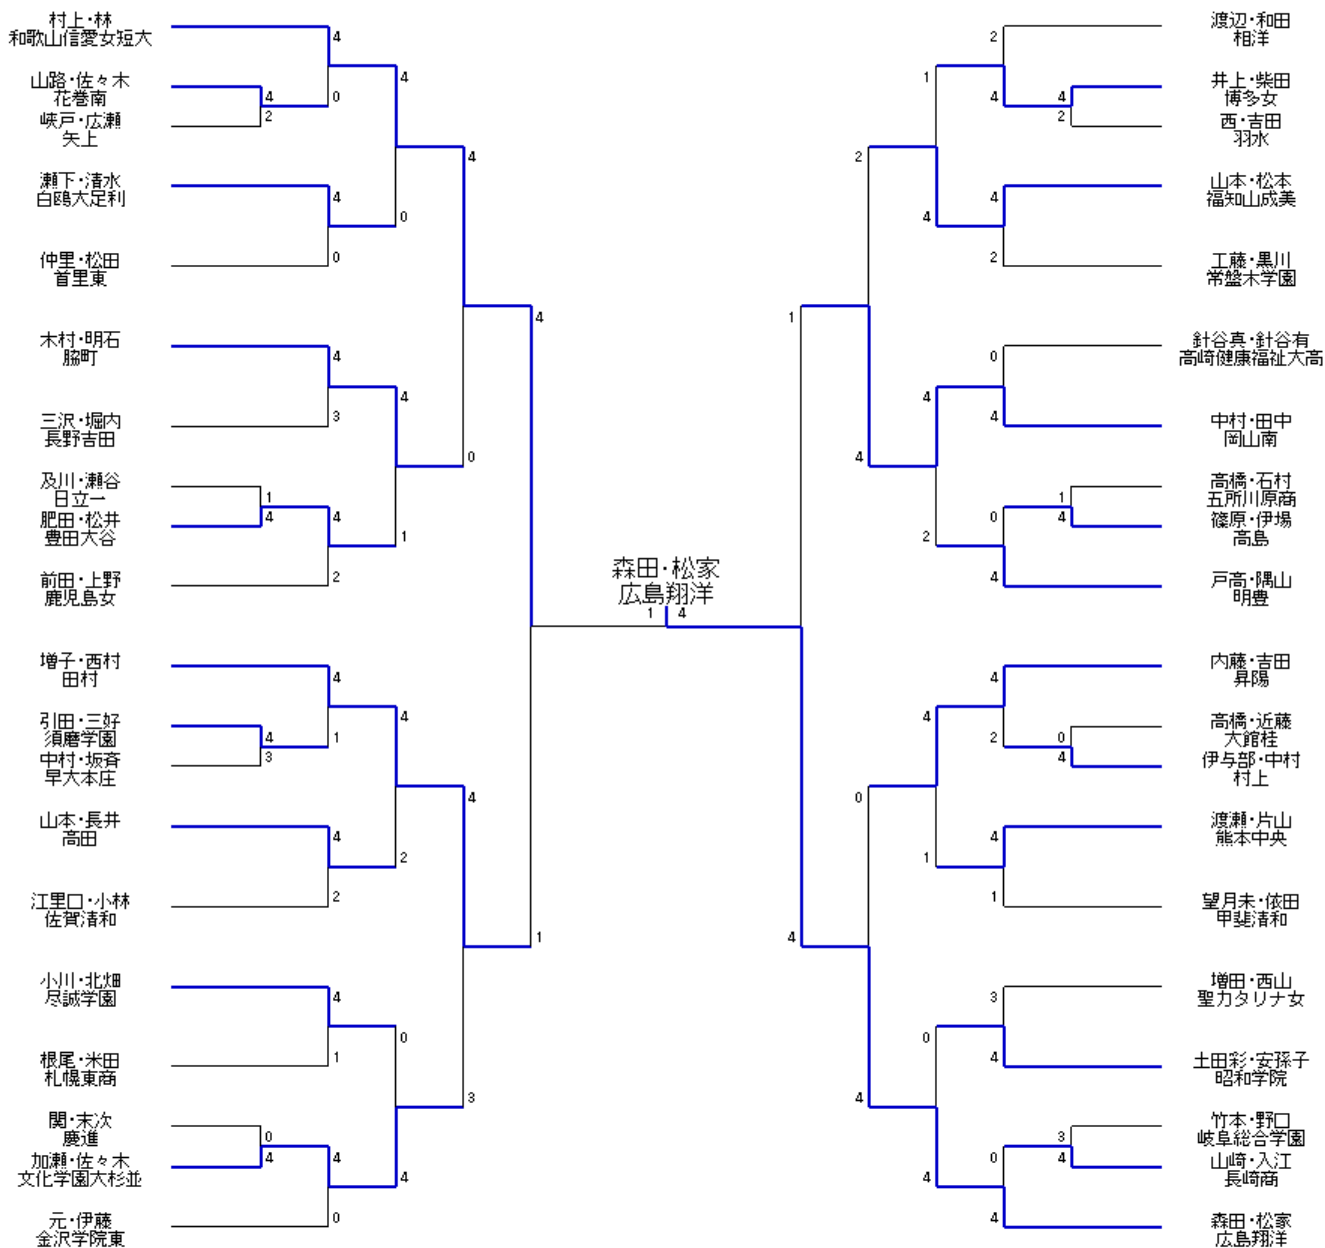 村上・林
和歌山信愛女短大
4
山路・佐々木
花巻南
4
0
峡戸・広瀬
矢上
2
4
瀬下・清水
白鴎大足利
4
0
仲里・松田
首里東
0
4
木村・明石
脇町
4
三沢・堀内
長野吉田
3
4
0
及川・瀬谷
日立一
1
肥田・松井
豊田大谷
4
4
1
前田・上野
鹿児島女
2
4
増子・西村
田村
4
引田・三好
須磨学園
4
1
中村・坂斉
早大本庄
3
4
山本・長井
高田
4
2
江里口・小林
佐賀清和
2
4
1
小川・北畑
尽誠学園
4
0
根尾・米田
札幌東商
1
3
関・末次
慶進
0
加瀬・佐々木
文化学園大杉並
4
4
4
元・伊藤
金沢学院東
0
森田・松家
広島翔洋
1
4
渡辺・和田
相洋
2
1
井上・柴田
博多女
4
4
西・吉田
羽水
2
2
山本・松本
福知山成美
4
4
工藤・黒川
常盤木学園
2
1
針谷真・針谷有
高崎健康福祉大高
0
4
中村・田中
岡山南
4
4
高橋・石村
五所川原商
1
篠原・伊場
高島
4
0
2
戸高・隅山
明豊
4
内藤・吉田
昇陽
4
4
高橋・近藤
大館桂
0
2
伊与部・中村
村上
4
0
渡瀬・片山
熊本中央
4
1
望月未・依田
甲斐清和
1
4
増田・西山
聖カタリナ女
3
0
土田彩・安孫子
昭和学院
4
4
竹本・野口
岐阜総合学園
3
山崎・入江
長崎商
4
0
4
森田・松家
広島翔洋
4